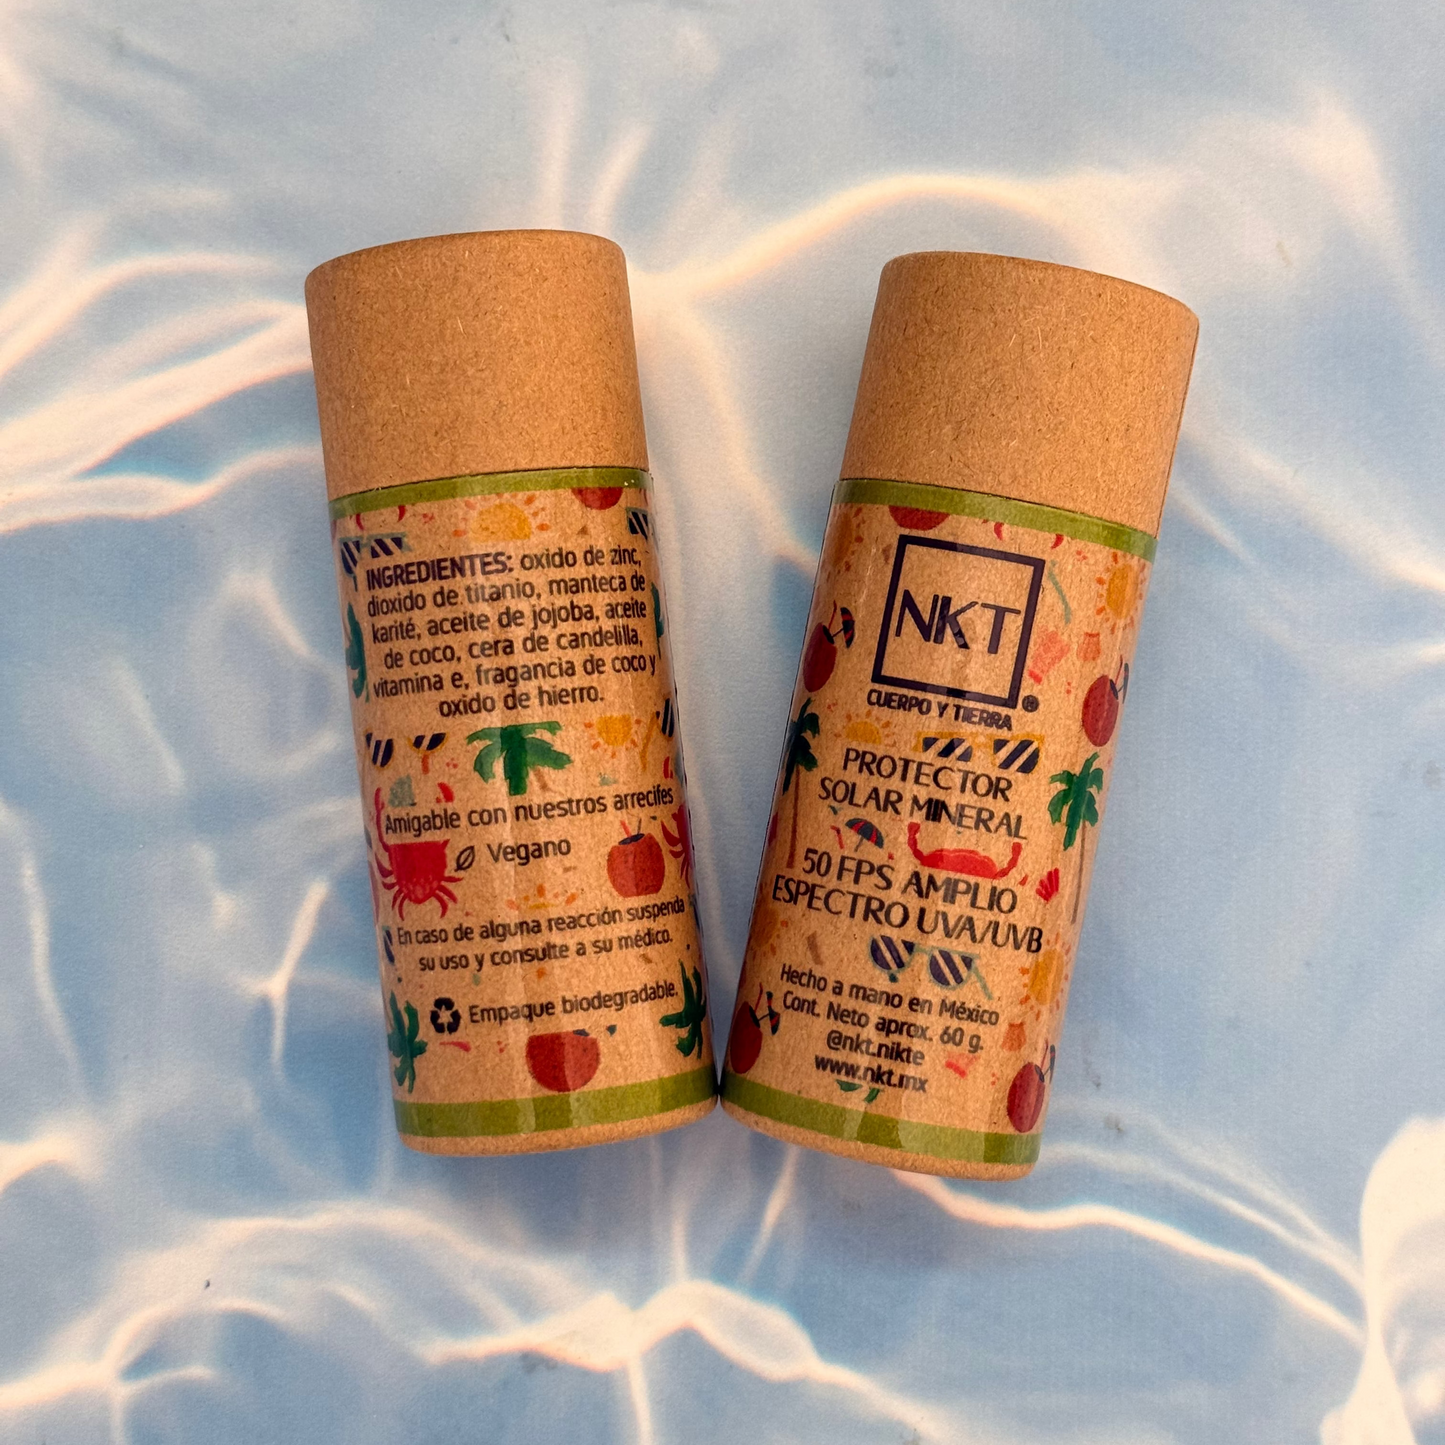 INGREDIENTES: oxido de zinc,
dioxido de titanio, manteca de
karité, aceite de jojoba, aceite
de coco, cera de candelilla,
vitamina e, fragancia de coco y
oxido de hierro.
Amigable con nuestros arrecifes
Vegano
En caso de alguna reacción suspenda
su uso y consulte a su médico.
Empaque biodegradable.
NKT
®
CUERPO Y TIERRA
PROTECTOR
SOLAR MINERAL
50 FPS AMPLIO
ESPECTRO UVA/UVB
Hecho a mano en México
Cont. Neto aprox. 60 g.
@nkt.nikte
www.nkt.mx